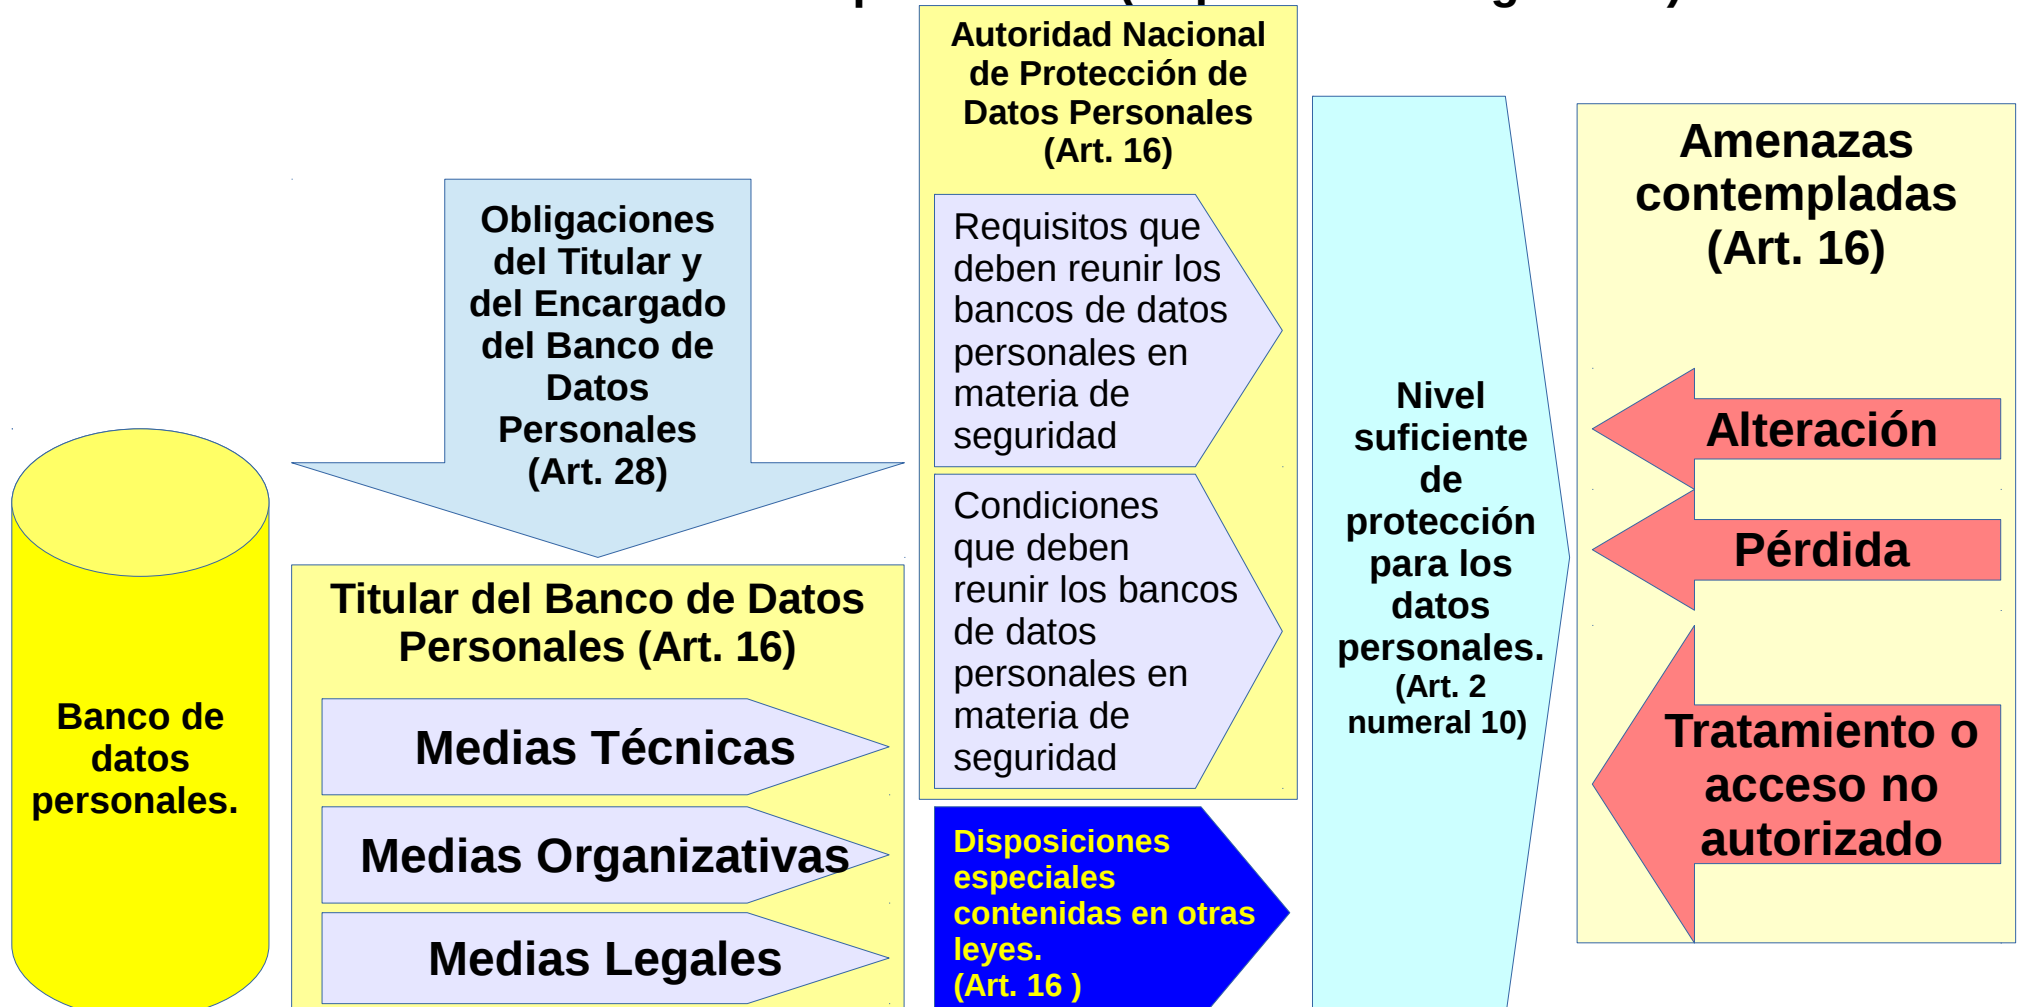 Autoridad Nacional
de Protección de
Datos Personales
(Art. 16)
Requisitos que
deben reunir los
bancos de datos
personales en
materia de
seguridad
Condiciones
que deben
reunir los bancos
de datos
personales en
materia de
seguridad
Disposiciones
especiales
contenidas en otras
leyes.
(Art. 16 )
Obligaciones
del Titular y
del Encargado
del Banco de
Datos
Personales
(Art. 28)
Banco de
datos
personales.
Titular del Banco de Datos
Personales (Art. 16)
Medias Técnicas
Medias Organizativas
Medias Legales
Nivel
suficiente
de
protección
para los
datos
personales.
(Art. 2
numeral 10)
Amenazas
contempladas
(Art. 16)
Alteración
Pérdida
Tratamiento o
acceso no
autorizado